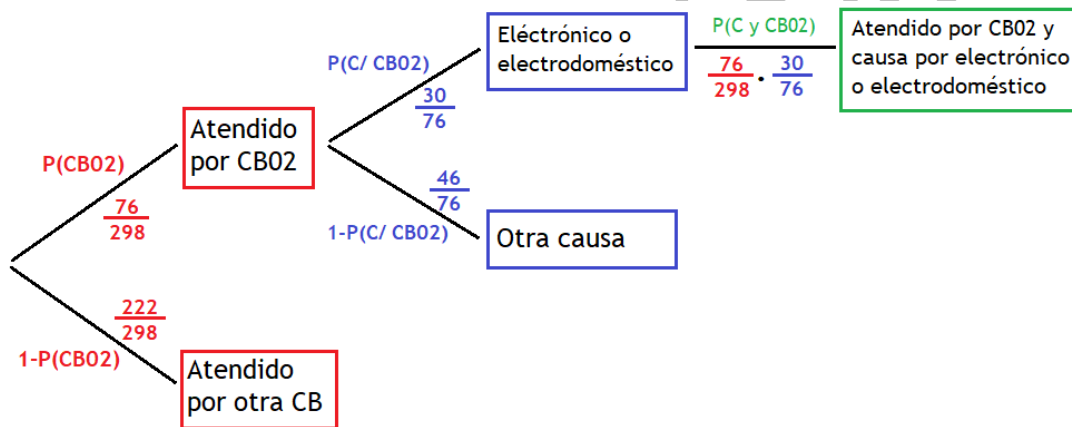 P(C y CB02)
Eléctrónico o
electrodoméstico
76
298
.
30
76
Atendido por CB02 y
causa por electrónico
o electrodoméstico
P(C/ CB02)
30
76
Atendido
por CB02
P(CB02)
76
298
46
76
1-P(C/ CB02)
Otra causa
222
298
1-P(CB02)
Atendido
por otra CB